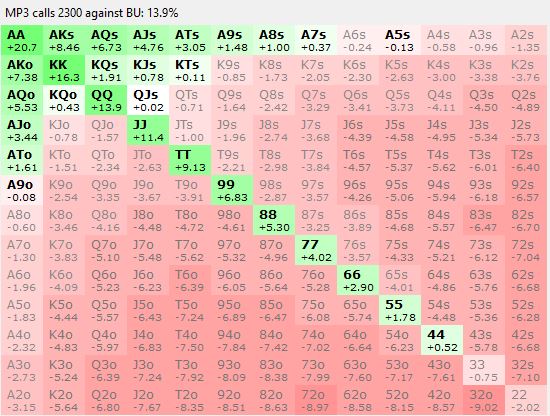 MP3 calls 2300 against BU: 13.9%
AA AKs AQs AJs ATs A9s A8s A7s A6s A5s A4s A3s A2s
+20.7 +8.46 +6.73 +4.76 +3.05 +1.48 +1.00 +0.37 -0.24 -0.13 -0.58 -0.96 -1.35
AKo KK KQs KJs KTs K9s K8s K7s K6s K5s K4s K3s K2s
+7.38 +16.3 +1.91 +0.78 +0.11 -0.85 -1.73 -2.05 -2.30 -2.63 -3.00 -3.38 -3.76
AQo KQo QQ QJs QTs Q9s Q8s Q7s Q6s Q5s Q4s Q3s Q2s
+5.53 +0.43 +13.9 +0.02 -0.71 -1.64 -2.42 -3.29 -3.41 -3.73 -4.11 -4.50 -4.89
AJo KJo QJo JJ JTs J9s J8s J7s J6s J5s J4s J3s J2s
+3.44 -0.78 -1.57 +11.4 -1.00 -1.96 -2.74 -3.68 -4.39 -4.58 -4.95 -5.34 -5.73
ATo KTo QTo JTo TT T9s T8s T7s T6s T5s T4s T3s T2s
+1.61 -1.51 -2.34 -2.63 +9.13 -2.21 -2.98 -3.84 -4.57 -5.37 -5.62 -6.01 -6.40
A9o K9o Q9o J9o T9o 99 98s 97s 96s 95s 94s 93s 92s
-0.08 -2.54 -3.35 -3.67 -3.91 +6.83 -2.87 -3.57 -4.26 -5.06 -5.94 -6.18 -6.57
A8o K8o Q8o J8o T8o 98o 88 87s 86s 85s 84s 83s 82s
-0.60 -3.46 -4.16 -4.48 -4.72 -4.61 +5.30 -3.25 -3.89 -4.68 -5.57 -6.47 -6.70
A7o K7o Q7o J7o T7o 97o 87o 77 76s 75s 74s 73s 72s
-1.30 -3.83 -5.10 -5.48 -5.62 -5.32 -4.96 +4.02 -3.57 -4.33 -5.21 -6.12 -7.04
A6o K6o Q6o J6o T6o 96o 86o 76o 66 65s 64s 63s 62s
-1.96 -4.09 -5.23 -6.23 -6.39 -6.05 -5.64 -5.28 +2.90 -4.01 -4.86 -5.76 -6.68
A5o K5o Q5o J5o T5o 95o 85o 75o 65o 55 54s 53s 52s
-1.83 -4.44 -5.57 -6.43 -7.24 -6.89 -6.47 -6.08 -5.74 +1.78 -4.48 -5.36 -6.28
A4o K4o Q4o J4o T4o 94o 84o 74o 64o 54o 44 43s 42s
-2.32 -4.83 -5.97 -6.83 -7.50 -7.84 -7.42 -7.02 -6.64 -6.23 +0.52 -5.78 -6.68
A3o K3o Q3o J3o T3o 93o 83o 73o 63o 53o 43o 33 32s
-2.73 -5.24 -6.39 -7.24 -7.92 -8.09 -8.38 -7.99 -7.60 -7.17 -7.61 -0.75 -7.10
A2o K2o Q2o J2o T2o 92o 82o 72o 62o 52o 42o 32o 22
-3.15 -5.64 -6.80 -7.67 -8.35 -8.51 -8.63 -8.97 -8.58 -8.15 -8.57 -9.02 -2.02